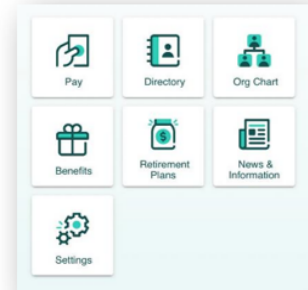 Pay
Directory
Org Chart
Benefits
Retirement
Plans
News &
Information
Settings